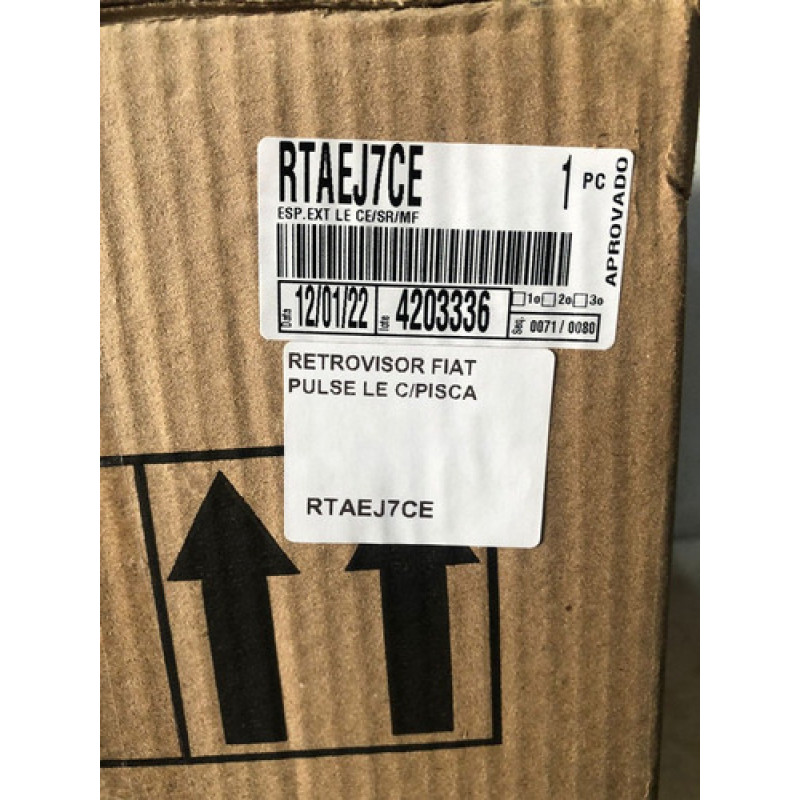 RTAEJ7CE
1 PC
APROVADO
ESP.EXT LE CE/SR/MF
Data 12/01/22 lote 4203336
1o 2o 3o
Seq. 0071 / 0080
RETROVISOR FIAT
PULSE LE C/PISCA
RTAEJ7CE